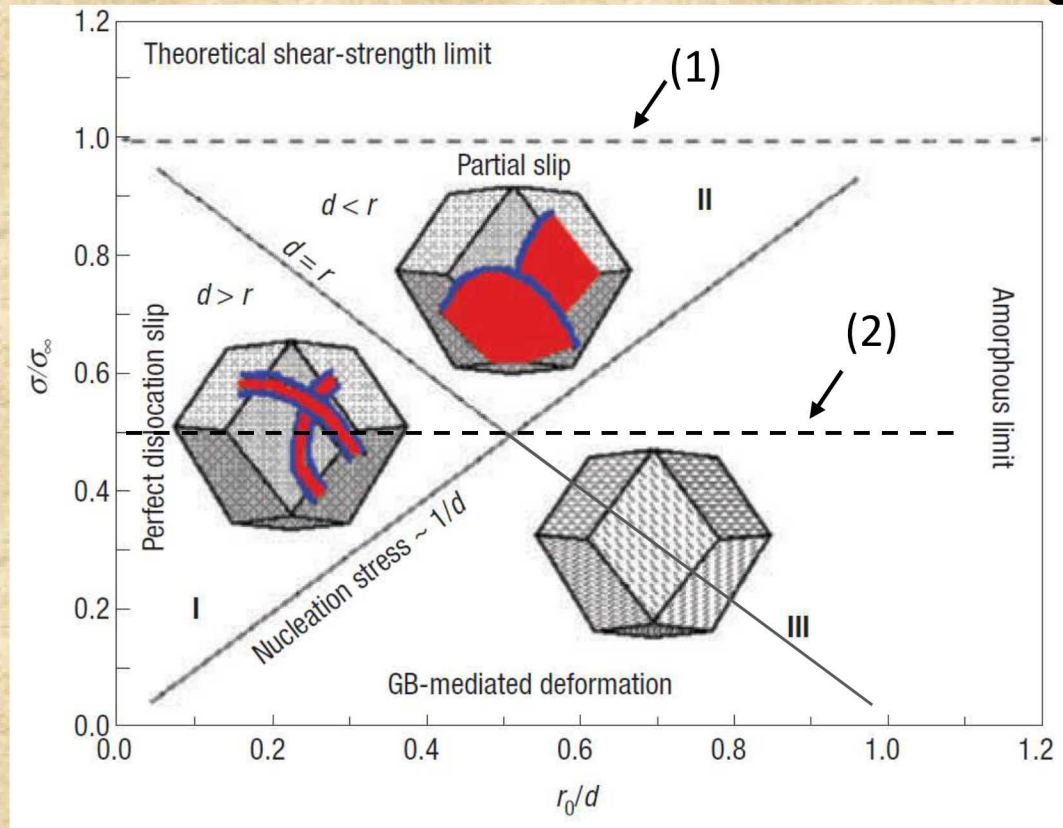 1.2
Theoretical shear-strength limit
(1)
1.0
Partial slip
d < r
II
d = r
0.8
d > r
(2)
Perfect dislocation slip
Amorphous limit
σ/σ∞
0.6
0.4
Nucleation stress ~ 1/d
0.2
I
III
GB-mediated deformation
0.0
0.0 0.2 0.4 0.6 0.8 1.0 1.2
r₀/d